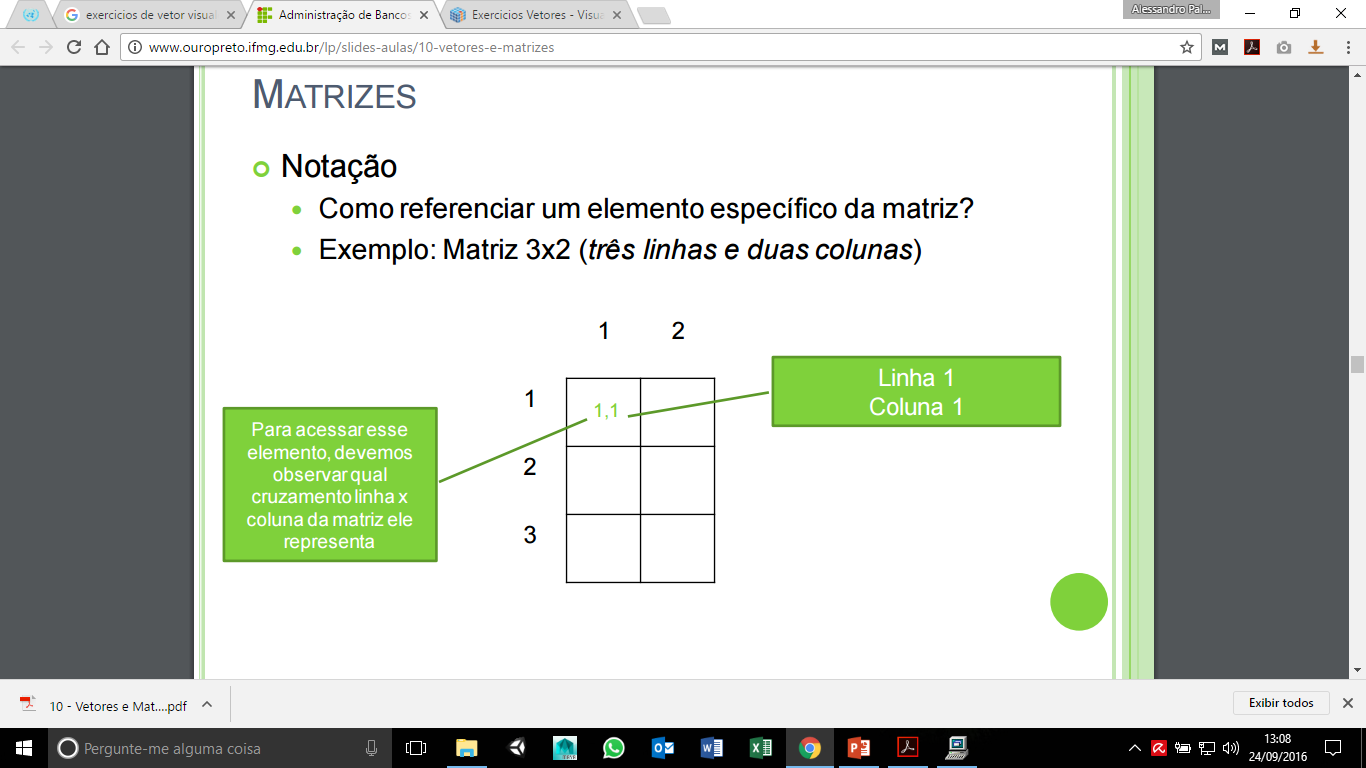 Alessandro Pal...
exercicios de vetor visual
Administração de Bancos
Exercicios Vetores - Visua
www.ouropreto.ifmg.edu.br/lp/slides-aulas/10-vetores-e-matrizes
MATRIZES
Notação
Como referenciar um elemento específico da matriz?
Exemplo: Matriz 3x2 (três linhas e duas colunas)
1 2
1
2
3
1,1
Linha 1
Coluna 1
Para acessar esse
elemento, devemos
observar qual
cruzamento linha x
coluna da matriz ele
representa
10 - Vetores e Mat....pdf
Exibir todos
Pergunte-me alguma coisa
13:08
24/09/2016